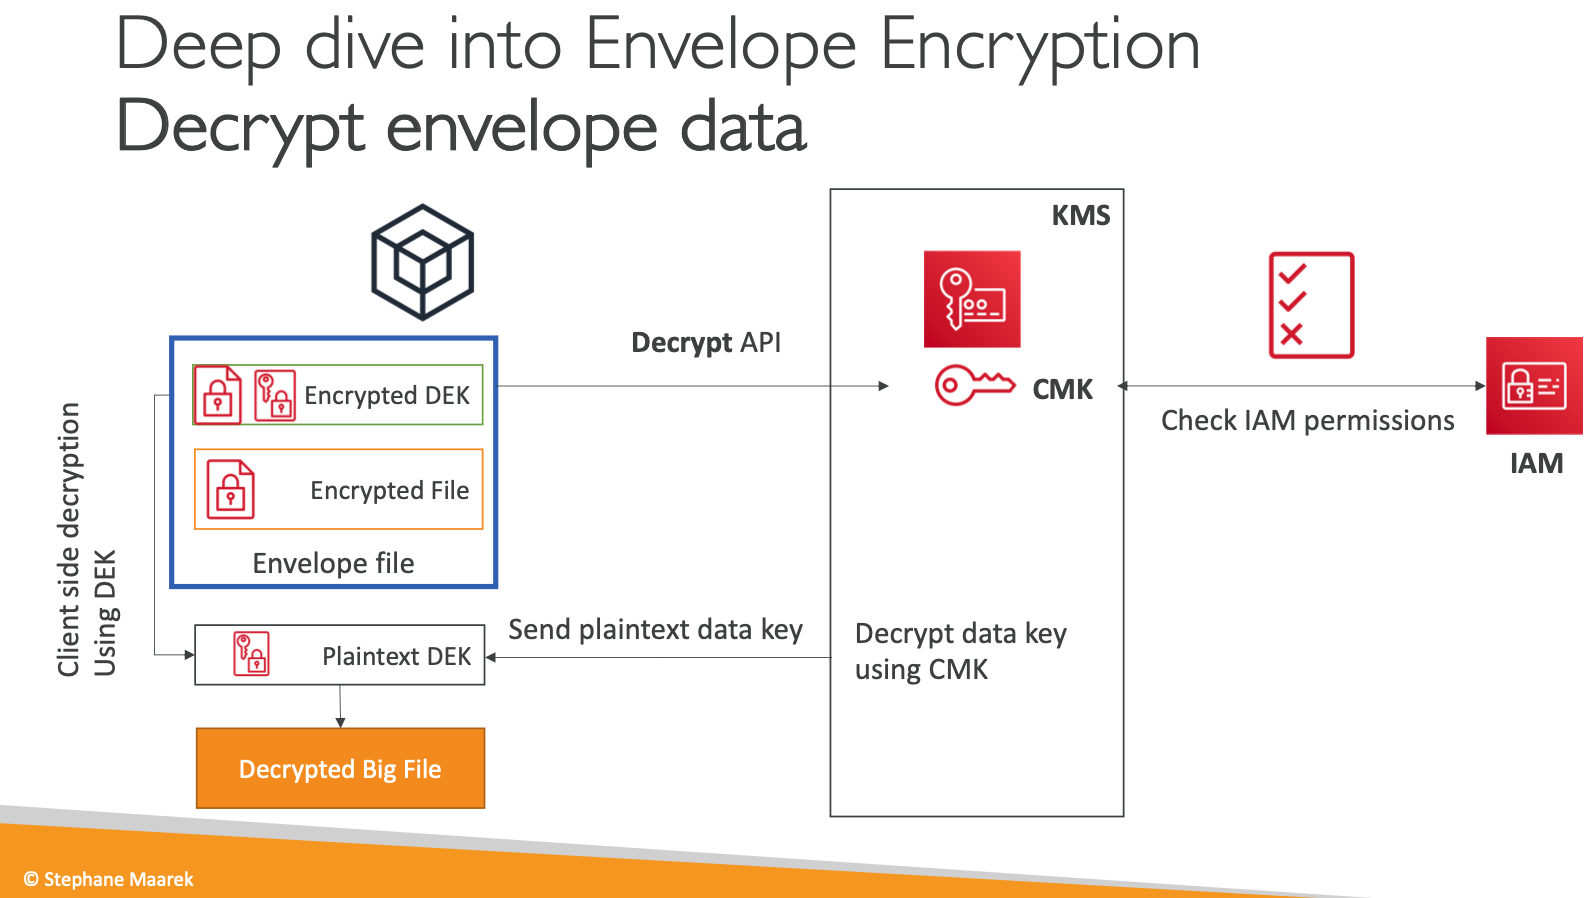 Deep dive into Envelope Encryption
Decrypt envelope data
KMS
Decrypt API
Encrypted DEK
CMK
Check IAM permissions
IAM
Encrypted File
Envelope file
Client side decryption
Using DEK
Send plaintext data key
Decrypt data key
using CMK
Plaintext DEK
Decrypted Big File
© Stephane Maarek